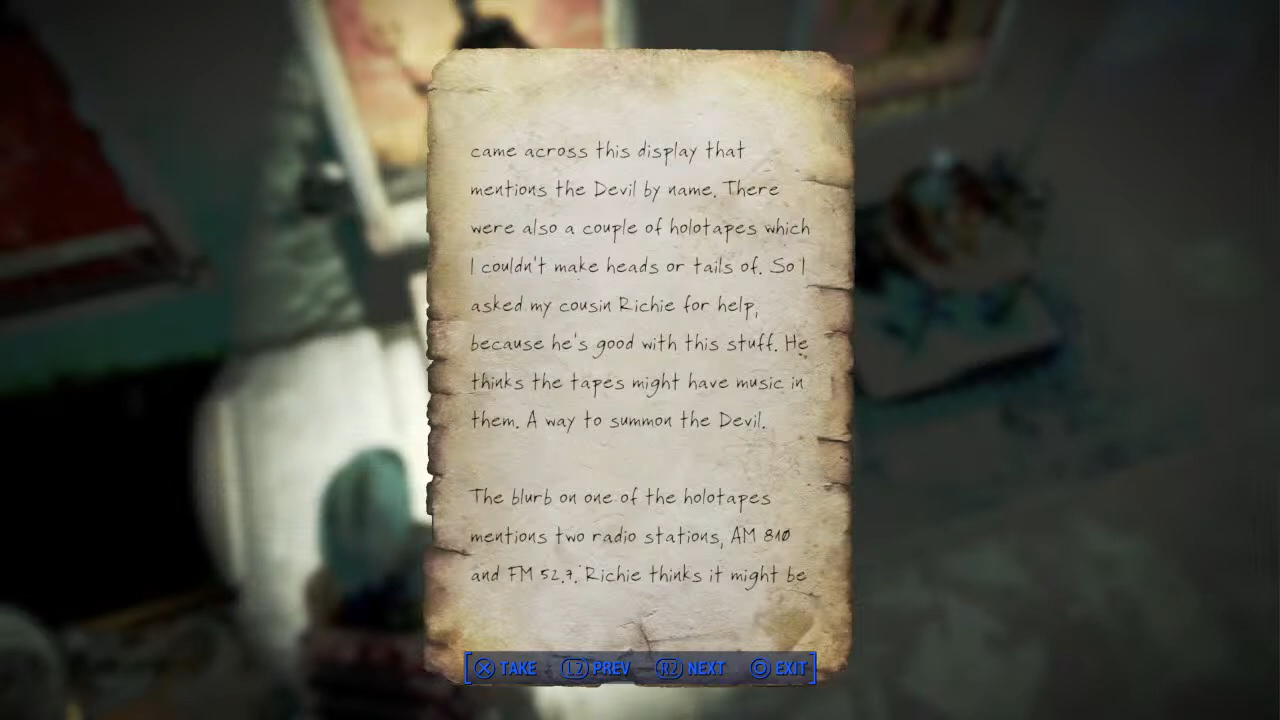 came across this display that
mentions the Devil by name. There
were also a couple of holotapes which
I couldn't make heads or tails of. So I
asked my cousin Richie for help,
because he's good with this stuff. He
thinks the tapes might have music in
them. A way to summon the Devil.
The blurb on one of the holotapes
mentions two radio stations, AM 810
and FM 52.7. Richie thinks it might be
TAKE L2 PREV R2 NEXT EXIT